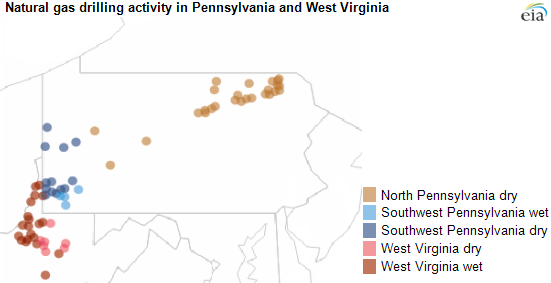 Natural gas drilling activity in Pennsylvania and West Virginia
eia
North Pennsylvania dry
Southwest Pennsylvania wet
Southwest Pennsylvania dry
West Virginia dry
West Virginia wet